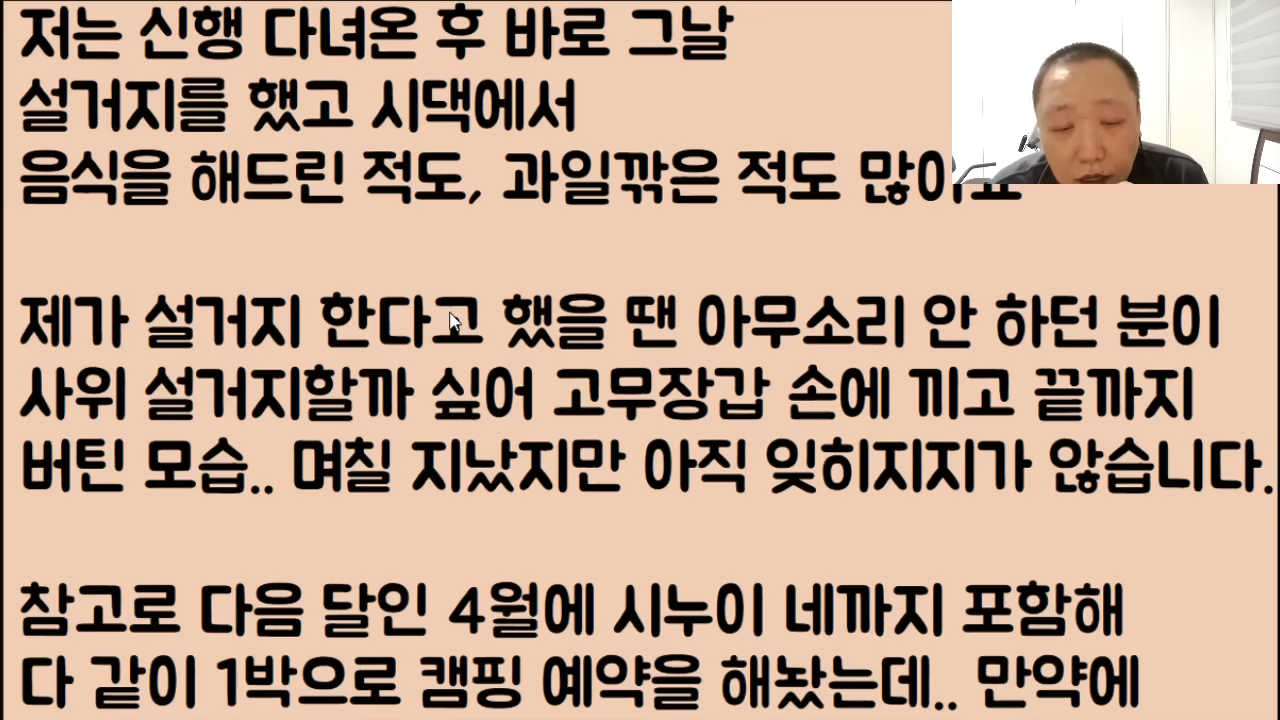 저는 신행 다녀온 후 바로 그날
설거지를 했고 시댁에서
음식을 해드린 적도, 과일깎은 적도
제가 설거지 한다고 했을 땐 아무소리 안 하던 분이
사위 설거지할까 싶어 고무장갑 손에 끼고 끝까지
버틴 모습.. 며칠 지났지만 아직 잊히지지가 않습니다.
참고로 다음 달인 4월에 시누이 네까지 포함해
다 같이 1박으로 캠핑 예약을 해놨는데.. 만약에